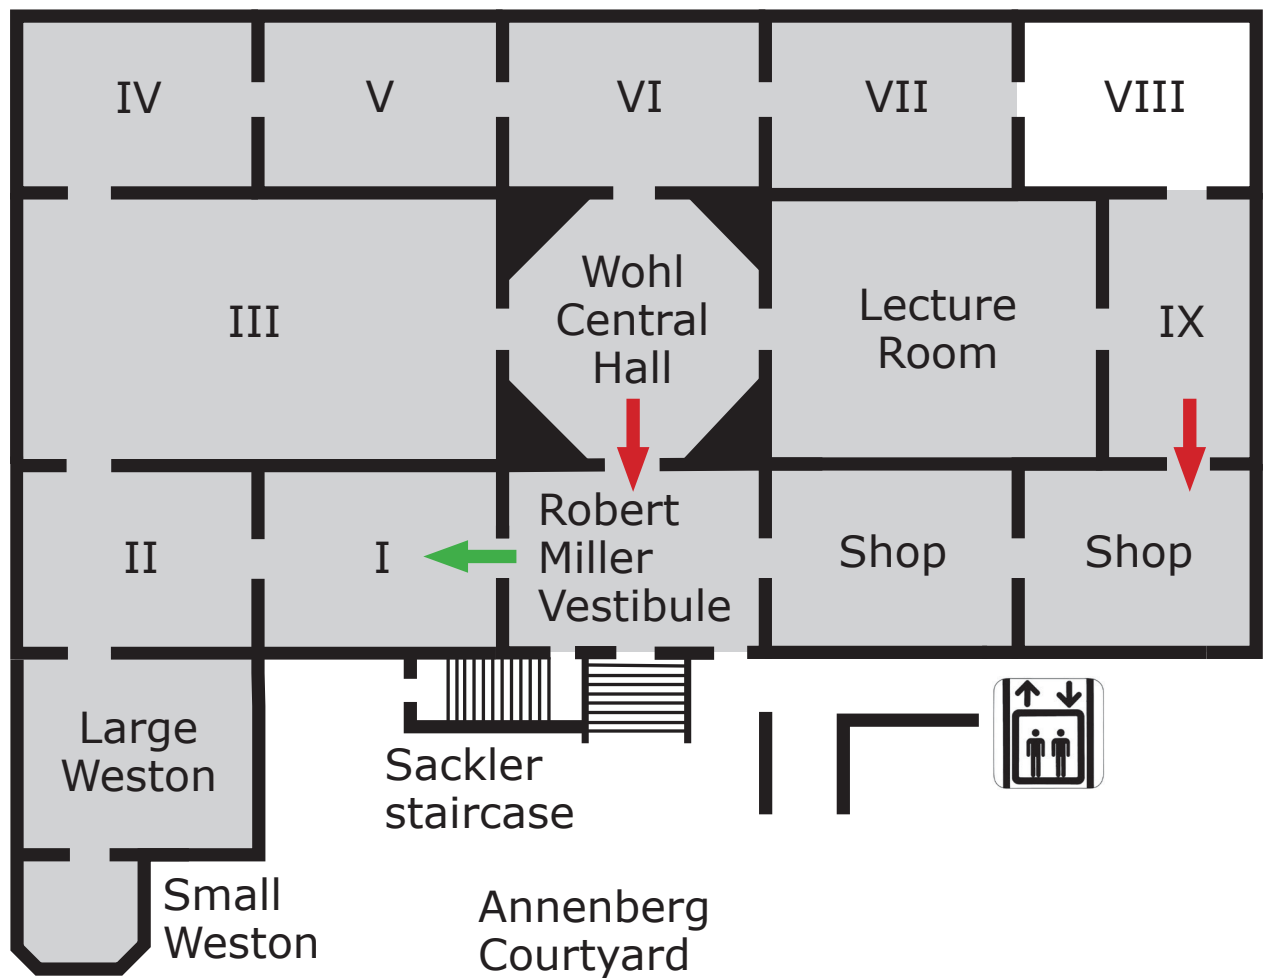 IV
V
VI
VII
VIII
III
Wohl
Central
Hall
Lecture
Room
IX
II
I
Robert
Miller
Vestibule
Shop
Shop
Large
Weston
Sackler
staircase
Small
Weston
Annenberg
Courtyard